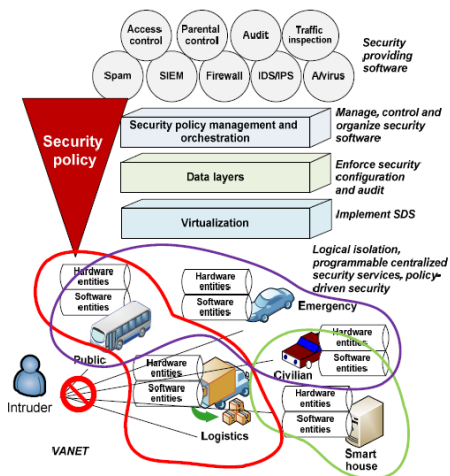 Access
control
Parental
control
Audit
Traffic
inspection
Security
providing
software
Spam
SIEM
Firewall
IDS/IPS
A/virus
Security
policy
Security policy management and
orchestration
Manage, control and
organize security
software
Data layers
Enforce security
configuration
and audit
Virtualization
Implement SDS
Logical isolation,
programmable centralized
security services, policy-
driven security
Hardware
entities
Software
entities
Public
Hardware
entities
Software
entities
Emergency
Hardware
entities
Software
entities
Civilian
Intruder
Hardware
entities
Software
entities
Logistics
Hardware
entities
Software
entities
Smart
house
VANET